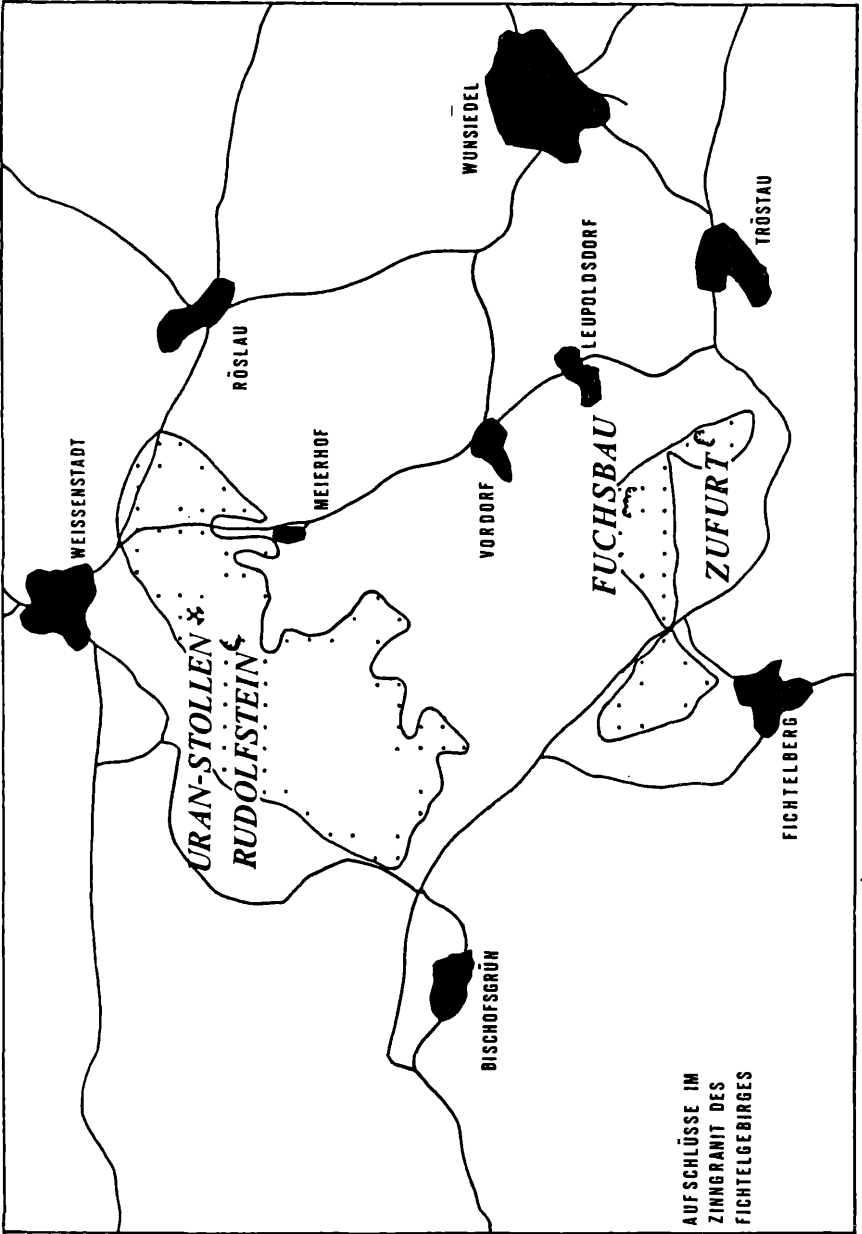 WEISSENSTADT
RÖSLAU
WUNSIEDEL
MEIERHOF
URAN-STOLLEN
RUDOLFSTEIN
VORDORF
LEUPOLDSDORF
TRÖSTAU
FUCHSBAU
ZUFURT
BISCHOFSGRÜN
FICHTELBERG
AUFSCHLÜSSE IM
ZINNGRANIT DES
FICHTELGEBIRGES